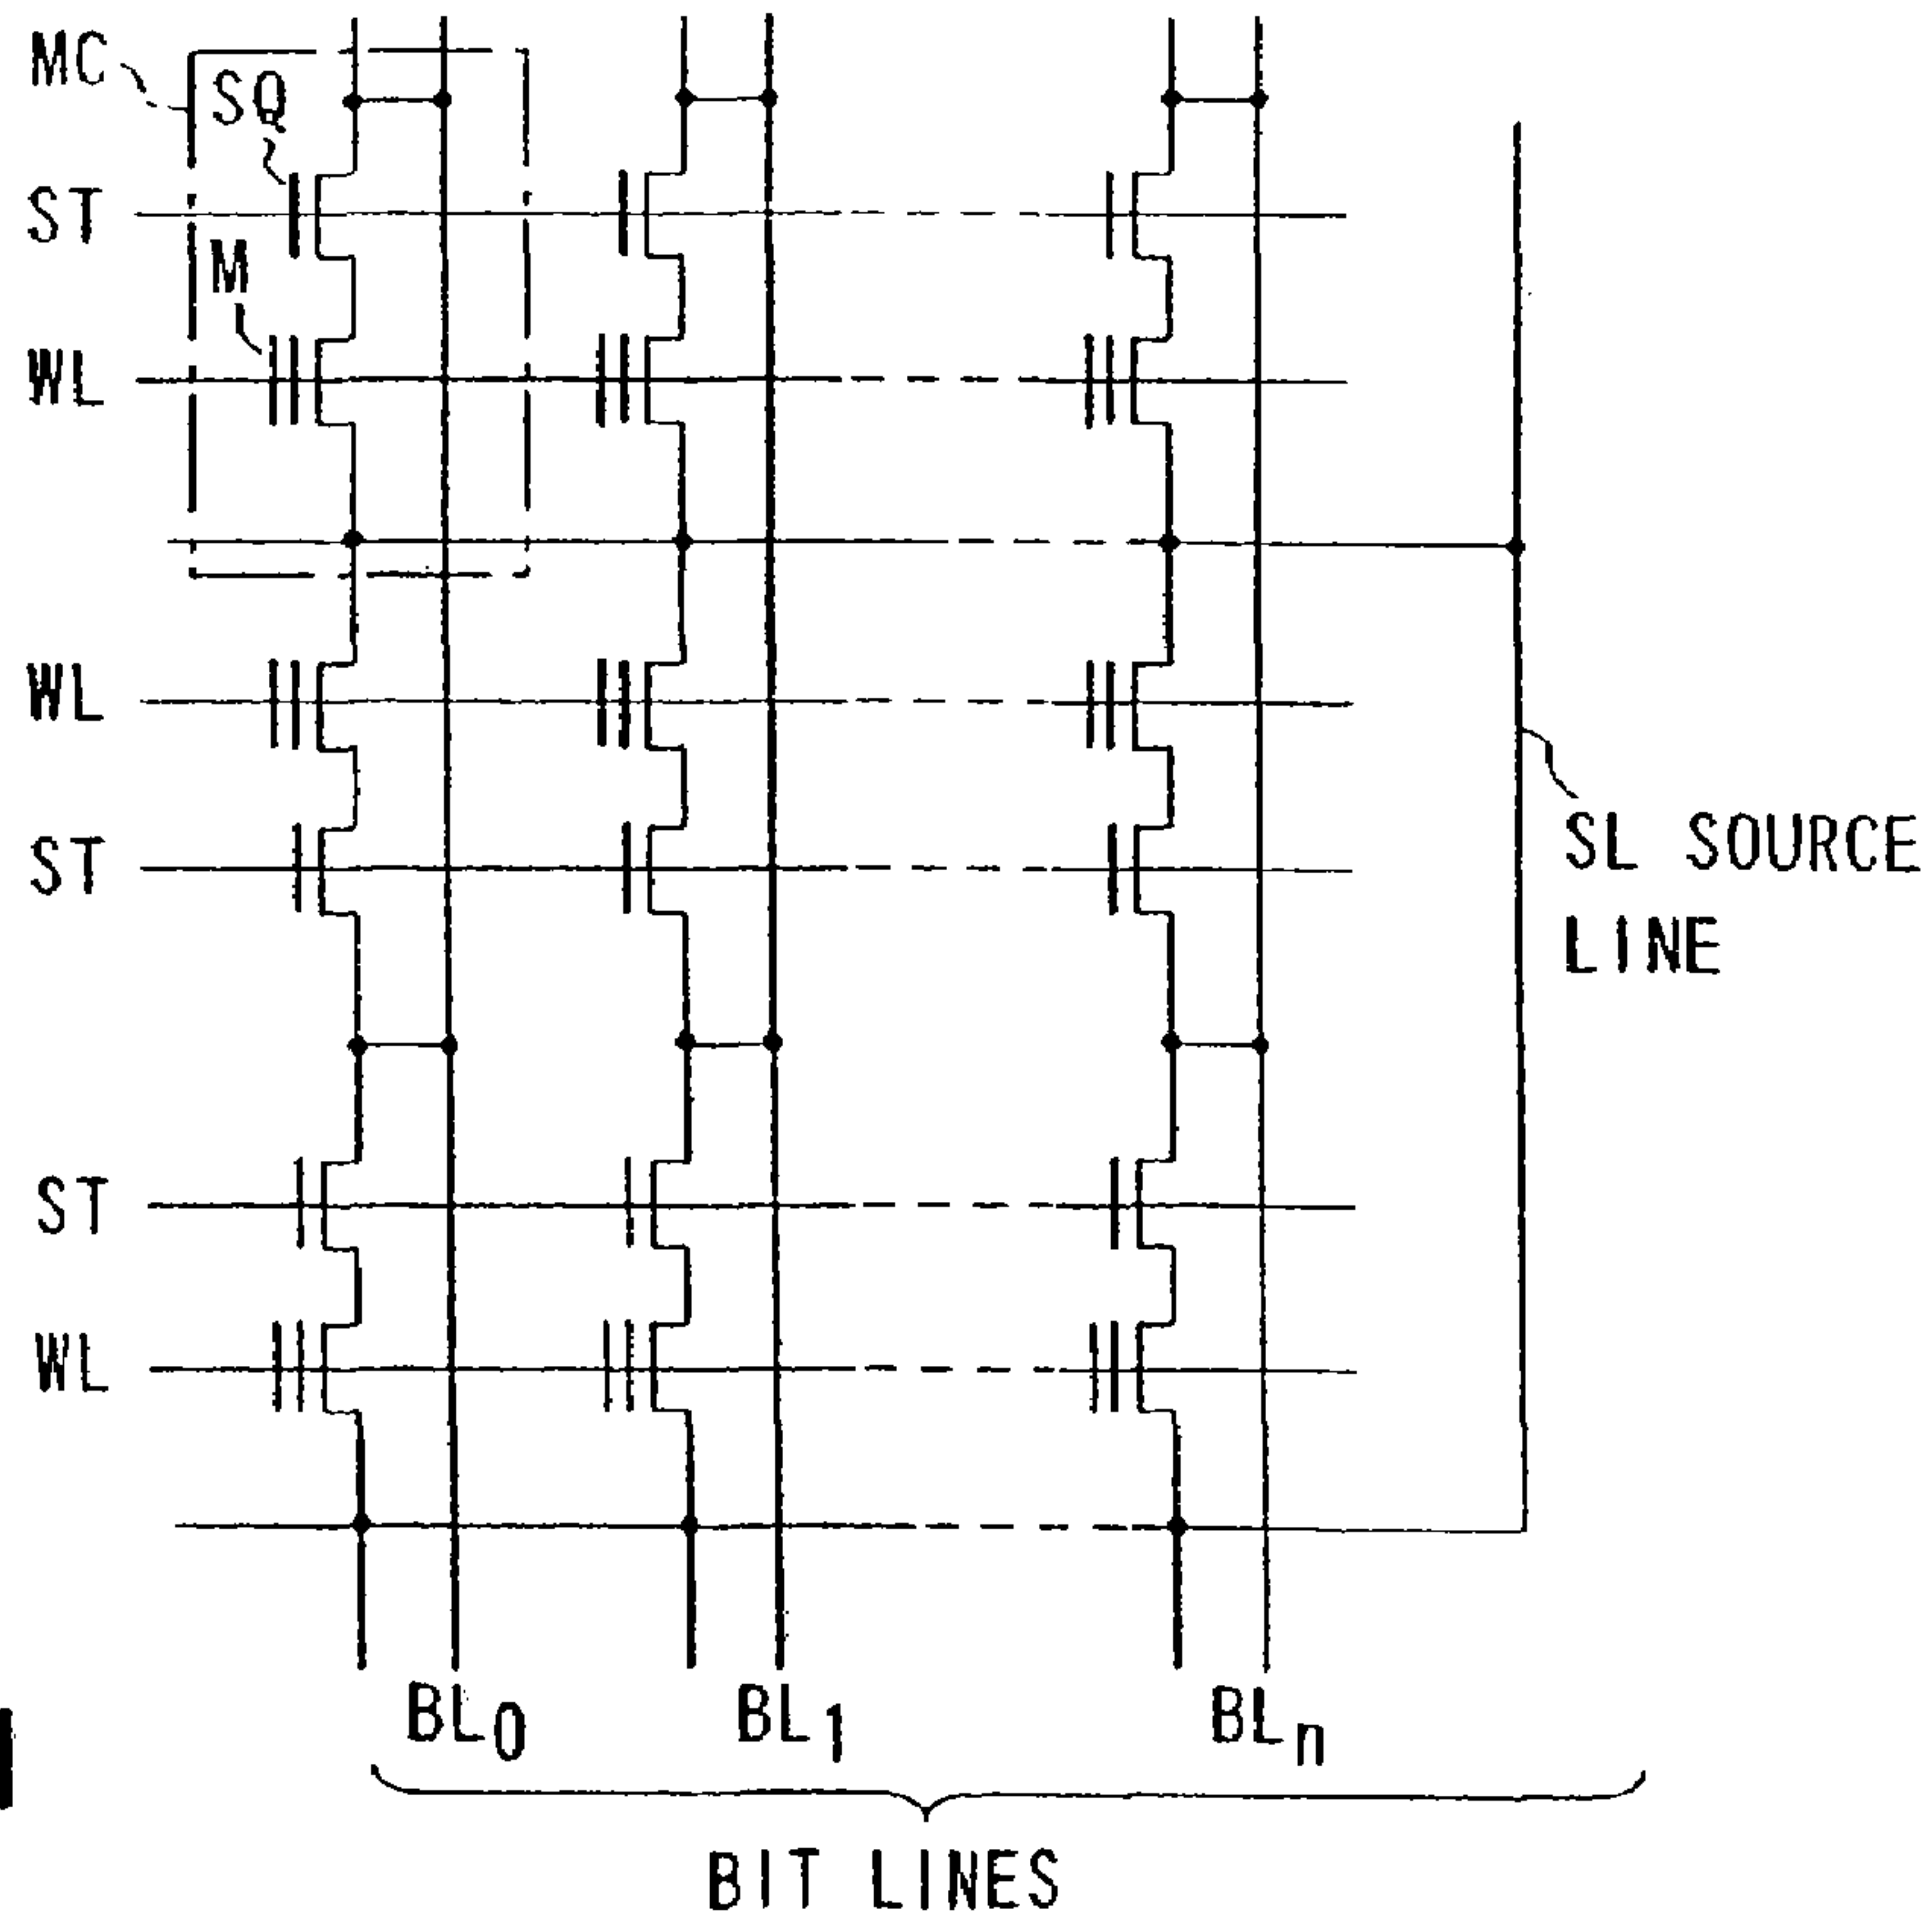 MC
SQ
ST
M
WL
WL
ST
SL SOURCE
LINE
ST
WL
BL0
BL1
BLn
BIT LINES